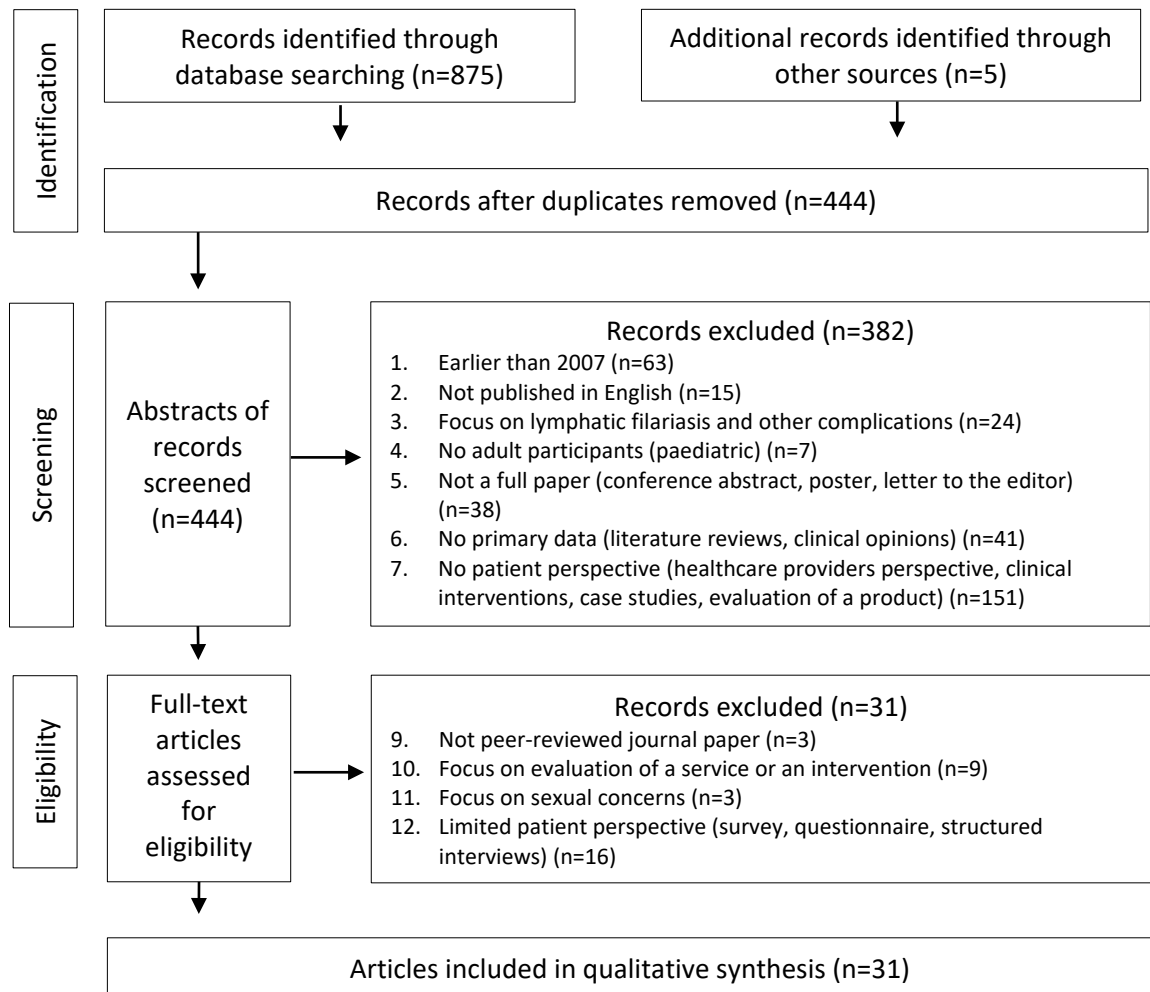 Identification
Records identified through
database searching (n=875)
Additional records identified through
other sources (n=5)
Records after duplicates removed (n=444)
Screening
Abstracts of
records
screened
(n=444)
Records excluded (n=382)
1. Earlier than 2007 (n=63)
2. Not published in English (n=15)
3. Focus on lymphatic filariasis and other complications (n=24)
4. No adult participants (paediatric) (n=7)
5. Not a full paper (conference abstract, poster, letter to the editor)
(n=38)
6. No primary data (literature reviews, clinical opinions) (n=41)
7. No patient perspective (healthcare providers perspective, clinical
interventions, case studies, evaluation of a product) (n=151)
Eligibility
Full-text
articles
assessed
for
eligibility
Records excluded (n=31)
9. Not peer-reviewed journal paper (n=3)
10. Focus on evaluation of a service or an intervention (n=9)
11. Focus on sexual concerns (n=3)
12. Limited patient perspective (survey, questionnaire, structured
interviews) (n=16)
Articles included in qualitative synthesis (n=31)